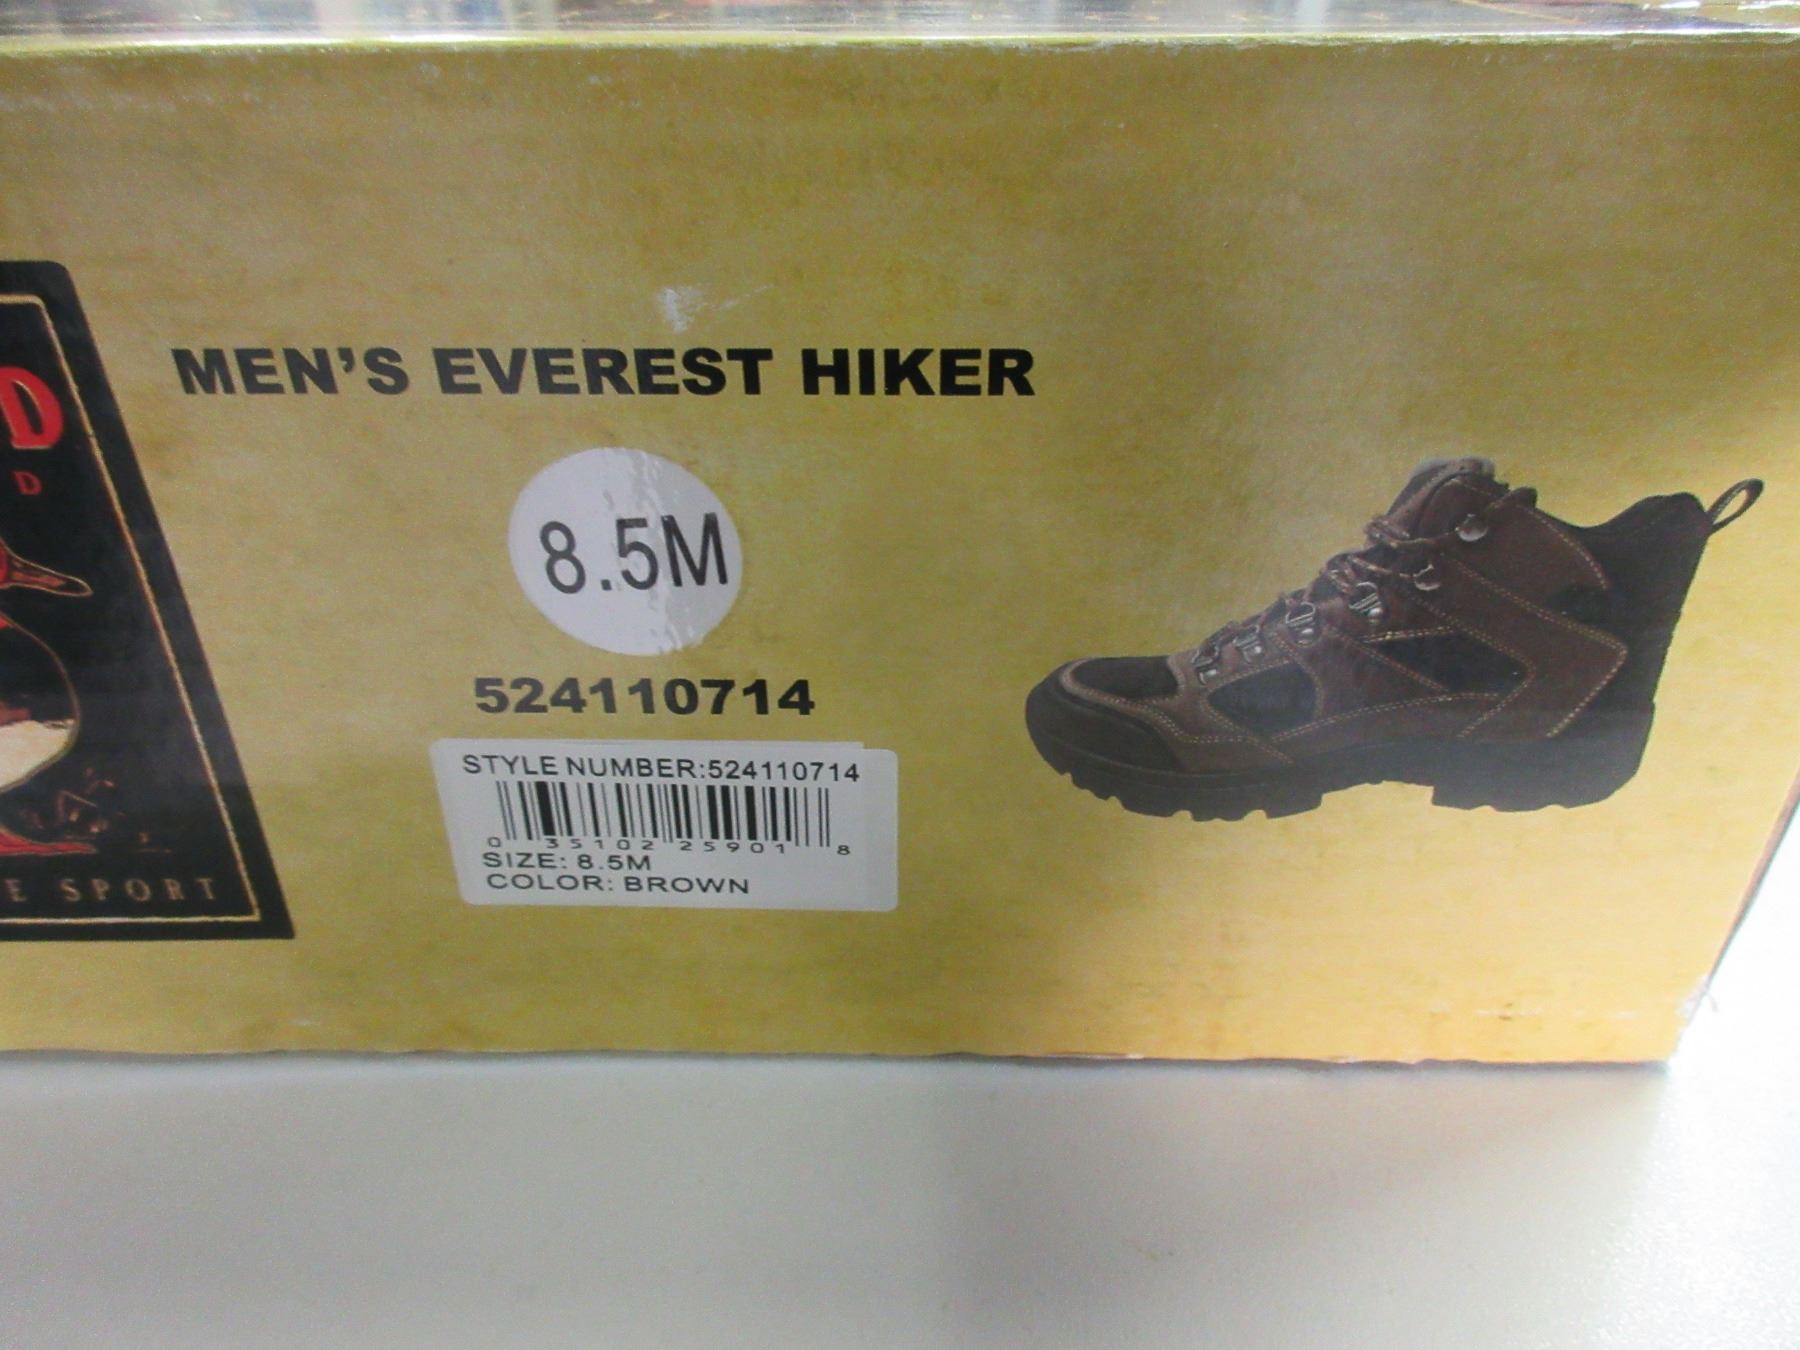 MEN'S EVEREST HIKER
D
D
E SPORT
8.5M
524110714
STYLE NUMBER:524110714
0 35102 25901 8
SIZE: 8.5M
COLOR: BROWN